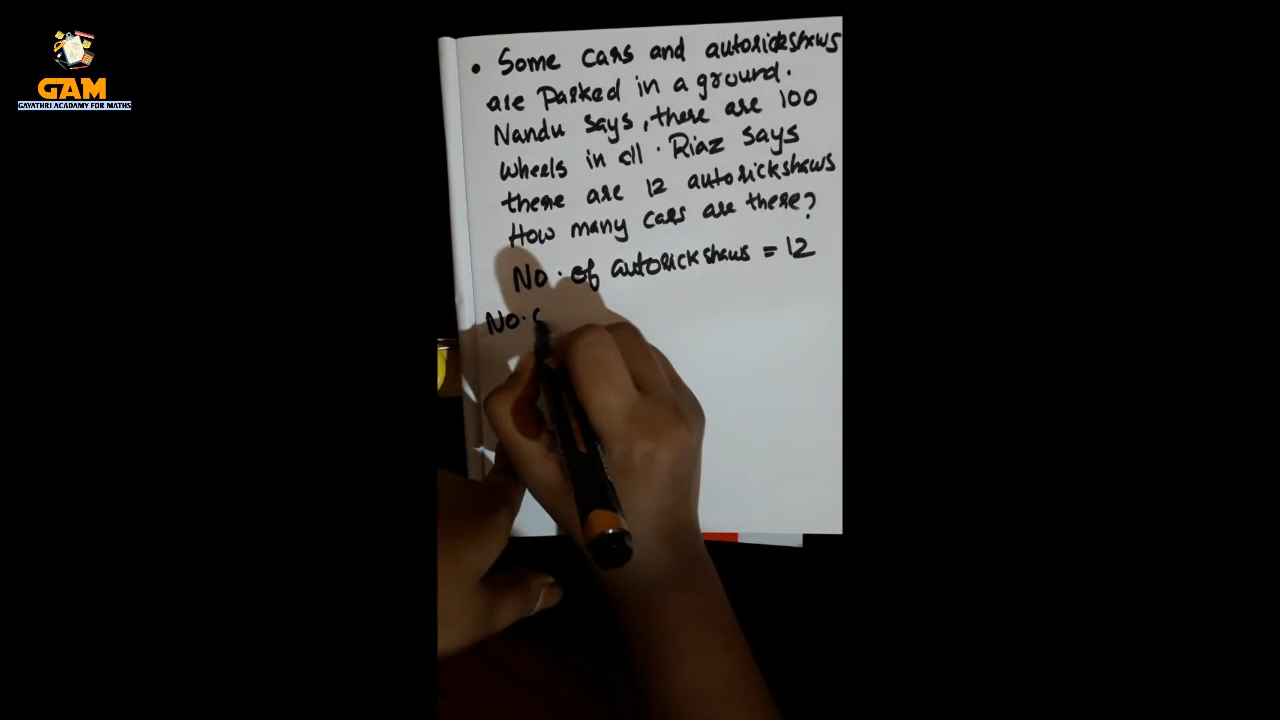 GAM
GAYATHRI ACADAMY FOR MATHS
• Some cars and autorickshaws
are Parked in a ground.
Nandu says, there are 100
wheels in all. Riaz says
there are 12 autorickshaws
How many cars are there?
No. of autorickshaws = 12
No.